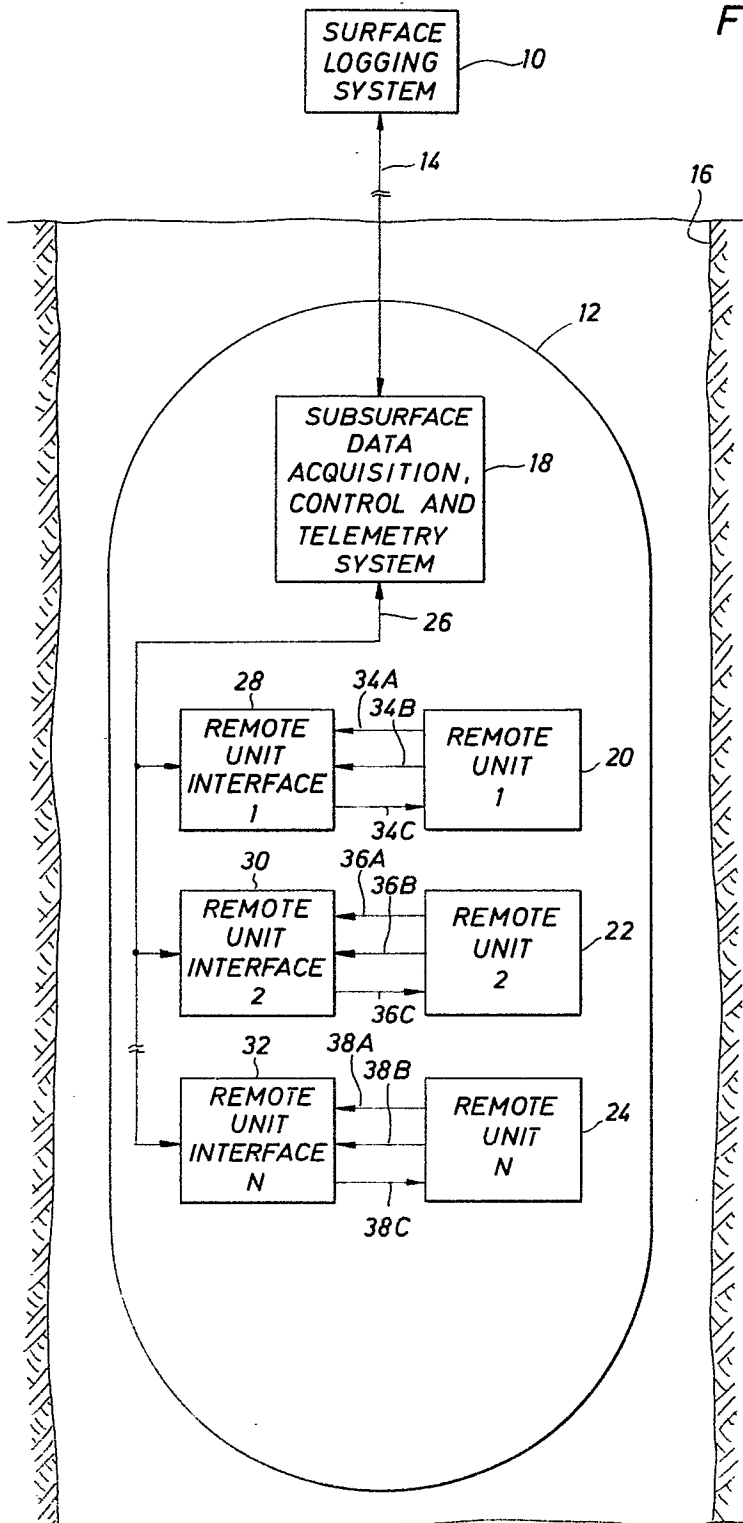 F
SURFACE
LOGGING
SYSTEM
10
14
16
12
SUBSURFACE
DATA
ACQUISITION,
CONTROL AND
TELEMETRY
SYSTEM
18
26
28
34A
34B
REMOTE
UNIT
INTERFACE
1
REMOTE
UNIT
1
20
34C
30
36A
36B
REMOTE
UNIT
INTERFACE
2
REMOTE
UNIT
2
22
36C
32
38A
38B
REMOTE
UNIT
INTERFACE
N
REMOTE
UNIT
N
24
38C